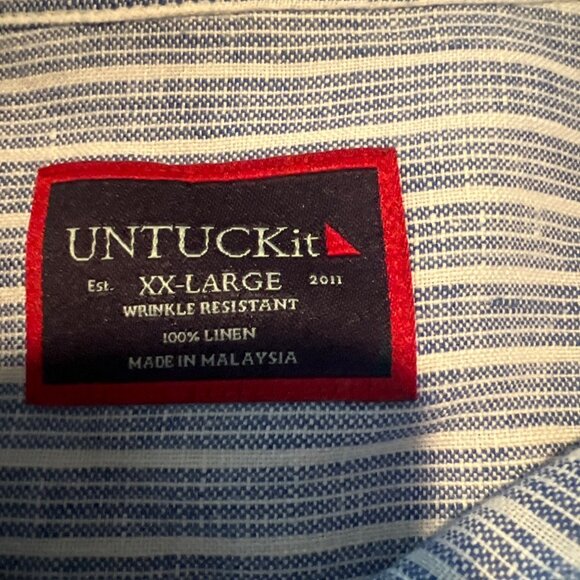 UNTUCKit
Est. XX-LARGE 2011
WRINKLE RESISTANT
100% LINEN
MADE IN MALAYSIA